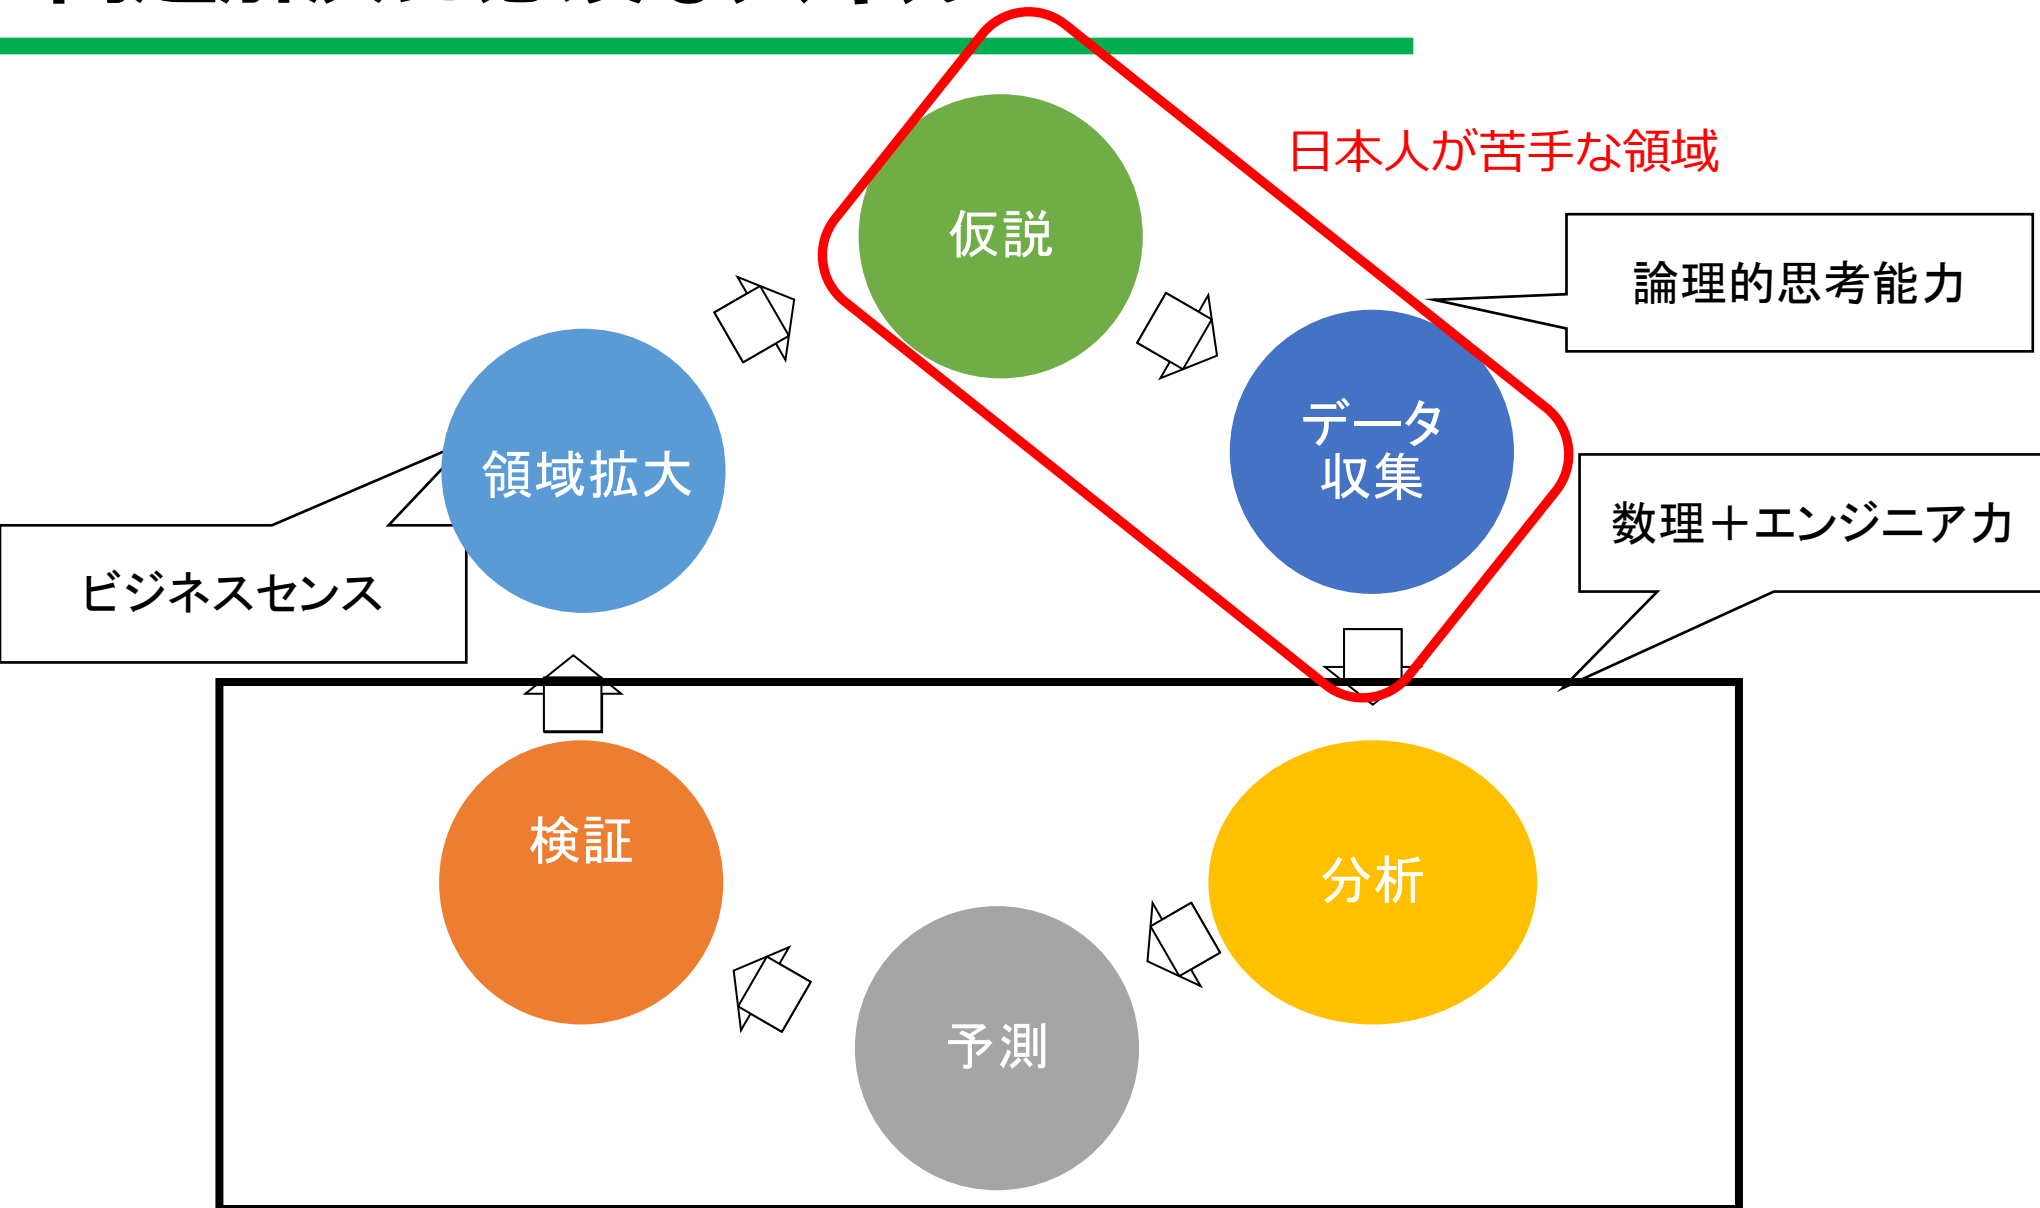 日本人が苦手な領域
仮説
論理的思考能力
データ
収集
領域拡大
数理＋エンジニア力
ビジネスセンス
検証
分析
予測